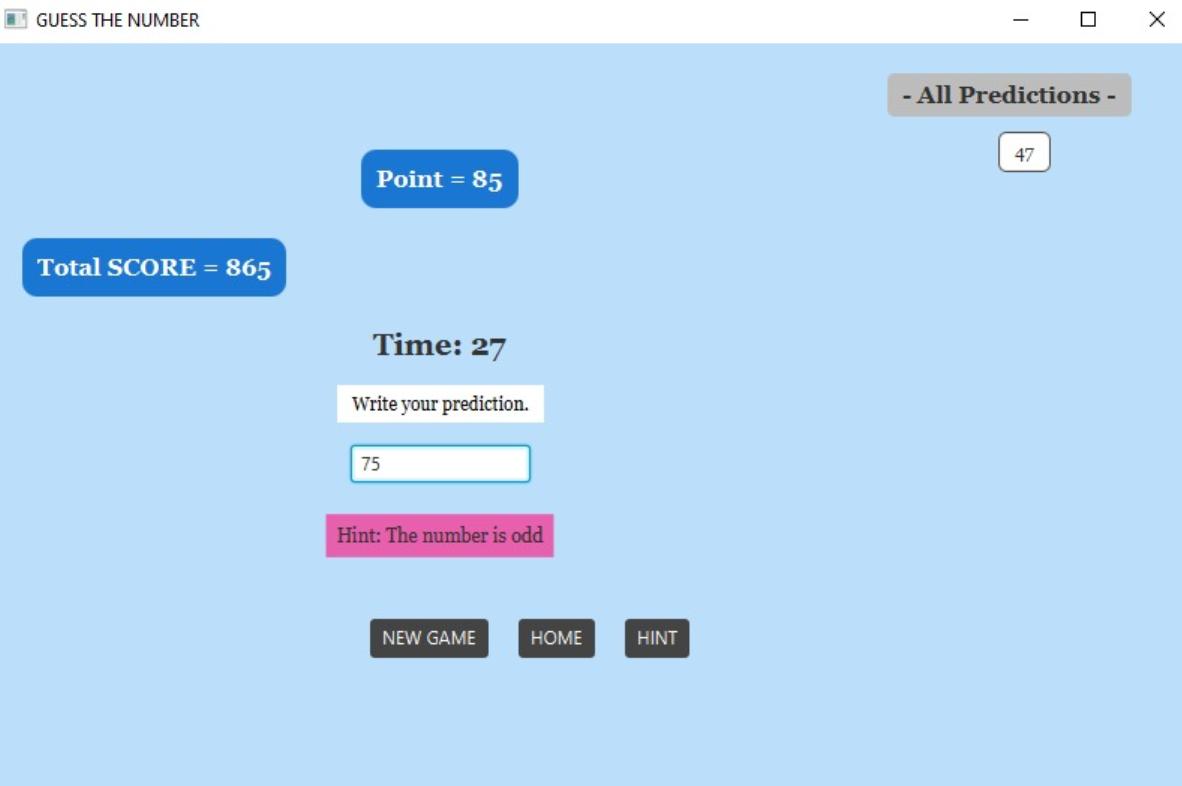 GUESS THE NUMBER
- All Predictions -
47
Point = 85
Total SCORE = 865
Time: 27
Write your prediction.
75
Hint: The number is odd
NEW GAME HOME HINT